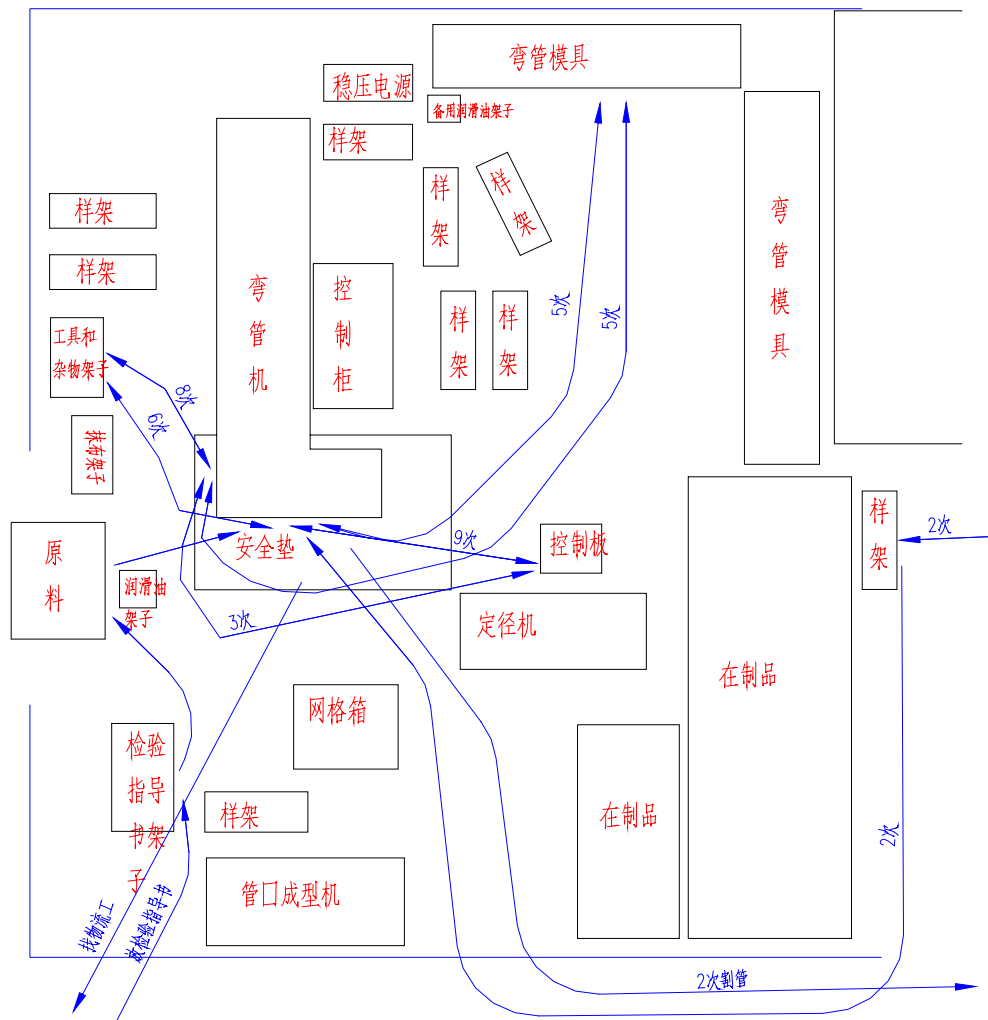 弯管模具
稳压电源
备用润滑油架子
样架
样架
样架
样架
样架
弯管模具
弯管机
控制柜
样架
样架
5次
5次
工具和
杂物架子
8次
6次
抹布架子
原料
安全垫
9次
控制板
样架
2次
润滑油
架子
3次
定径机
在制品
网格箱
检验
指导
书架
子
样架
在制品
2次
管口成型机
找物流工
放检验指导书
2次割管